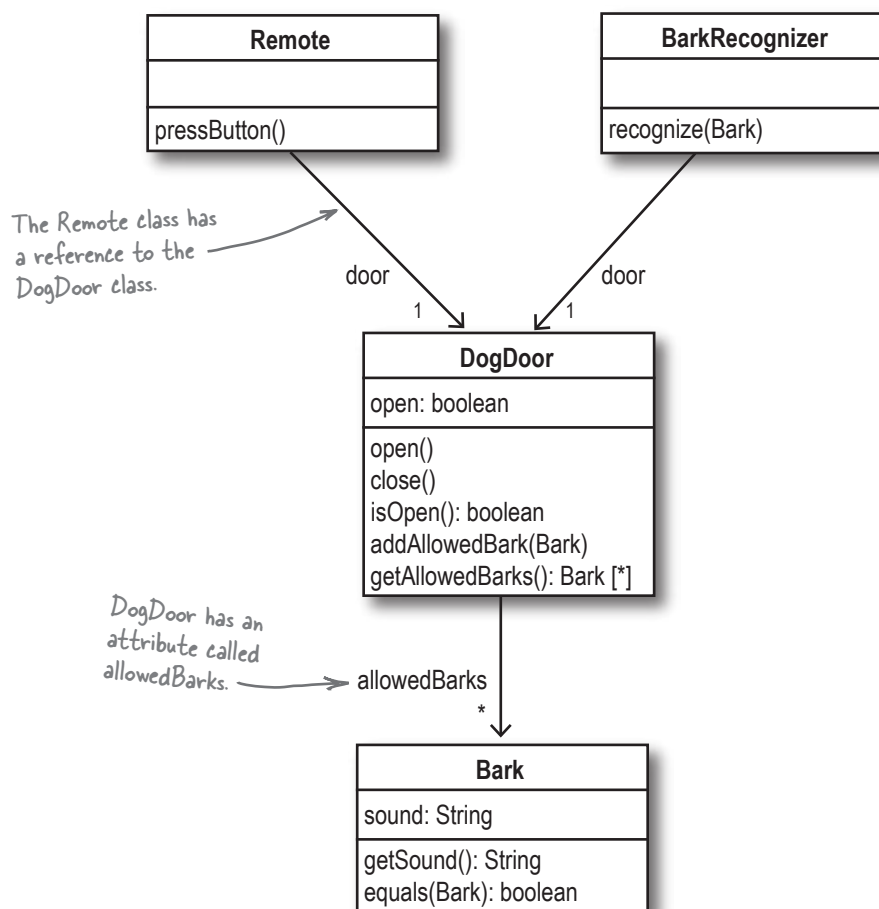 Remote
pressButton()
BarkRecognizer
recognize(Bark)
The Remote class has
a reference to the
DogDoor class.
door
1
door
1
DogDoor
open: boolean
open()
close()
isOpen(): boolean
addAllowedBark(Bark)
getAllowedBarks(): Bark [*]
DogDoor has an
attribute called
allowedBarks.
allowedBarks
*
Bark
sound: String
getSound(): String
equals(Bark): boolean